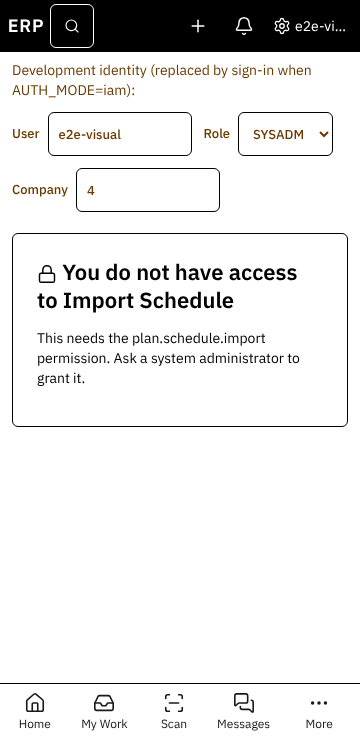 ERP
e2e-vi...
Development identity (replaced by sign-in when
AUTH_MODE=iam):
User e2e-visual Role SYSADM
Company 4
You do not have access
to Import Schedule
This needs the plan.schedule.import
permission. Ask a system administrator to
grant it.
Home My Work Scan Messages More